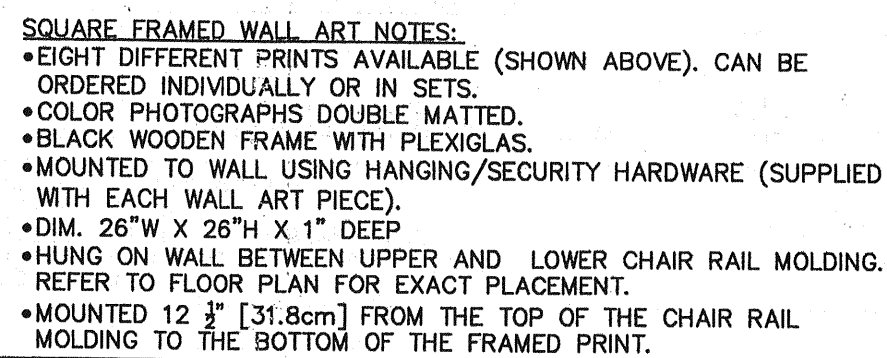 SQUARE FRAMED WALL ART NOTES:
•EIGHT DIFFERENT PRINTS AVAILABLE (SHOWN ABOVE). CAN BE
ORDERED INDIVIDUALLY OR IN SETS.
•COLOR PHOTOGRAPHS DOUBLE MATTED.
•BLACK WOODEN FRAME WITH PLEXIGLAS.
•MOUNTED TO WALL USING HANGING/SECURITY HARDWARE (SUPPLIED
WITH EACH WALL ART PIECE).
•DIM. 26"W X 26"H X 1" DEEP
•HUNG ON WALL BETWEEN UPPER AND LOWER CHAIR RAIL MOLDING.
REFER TO FLOOR PLAN FOR EXACT PLACEMENT.
•MOUNTED 12 ½" [31.8cm] FROM THE TOP OF THE CHAIR RAIL
MOLDING TO THE BOTTOM OF THE FRAMED PRINT.